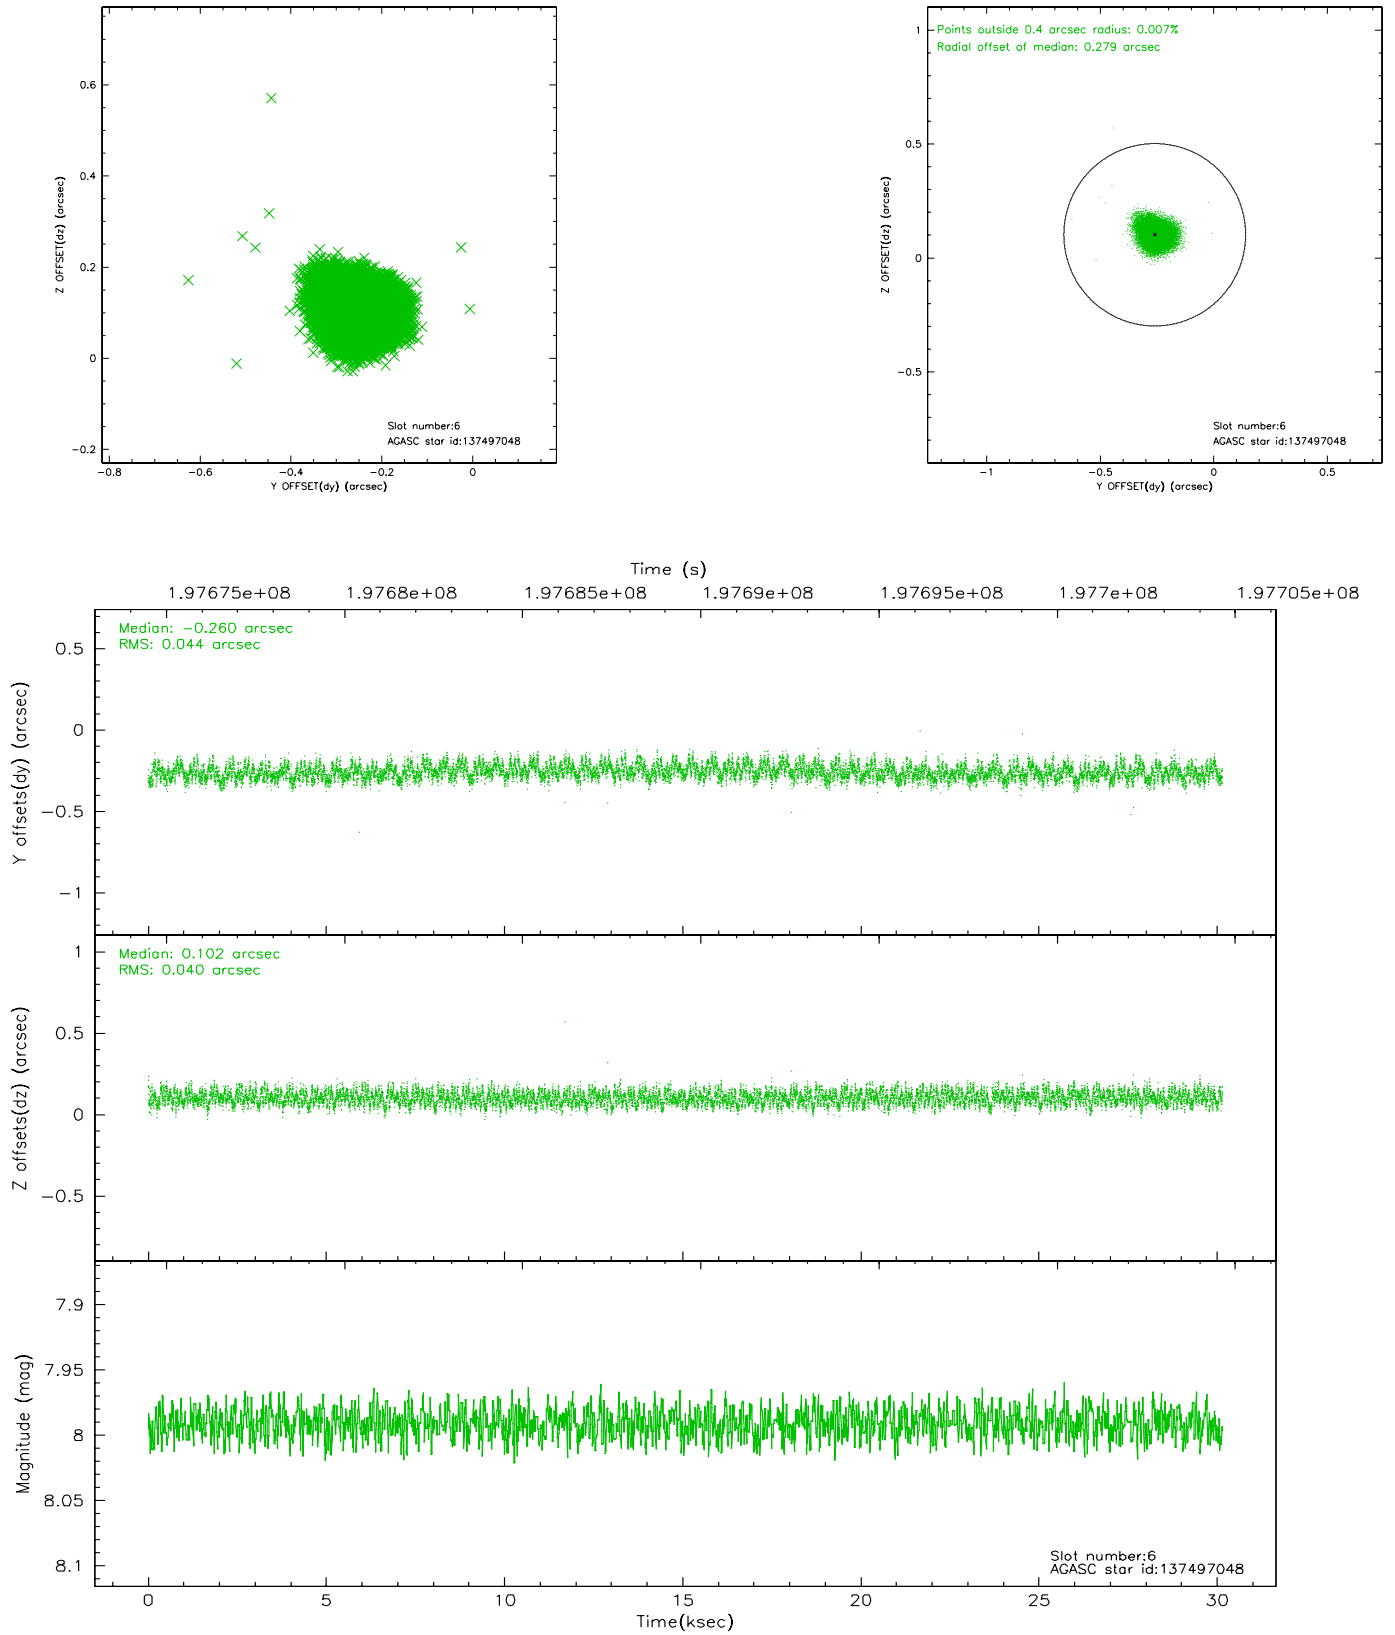 0.6
0.4
0.2
0
−0.2
−0.8
−0.6
−0.4
−0.2
0
Z OFFSET(dz) (arcsec)
Y OFFSET(dy) (arcsec)
Slot number:6
AGASC star id:137497048
Points outside 0.4 arcsec radius: 0.007%
Radial offset of median: 0.279 arcsec
1
0.5
0
−0.5
−1
−0.5
0
0.5
Z OFFSET(dz) (arcsec)
Y OFFSET(dy) (arcsec)
Slot number:6
AGASC star id:137497048
Time (s)
1.97675e+08
1.9768e+08
1.97685e+08
1.9769e+08
1.97695e+08
1.977e+08
1.97705e+08
Median: −0.260 arcsec
RMS: 0.044 arcsec
0.5
0
−0.5
−1
Y offsets(dy) (arcsec)
Median: 0.102 arcsec
RMS: 0.040 arcsec
1
0.5
0
−0.5
Z offsets(dz) (arcsec)
7.9
7.95
8
8.05
8.1
Magnitude (mag)
Slot number:6
AGASC star id:137497048
0
5
10
15
20
25
30
Time(ksec)